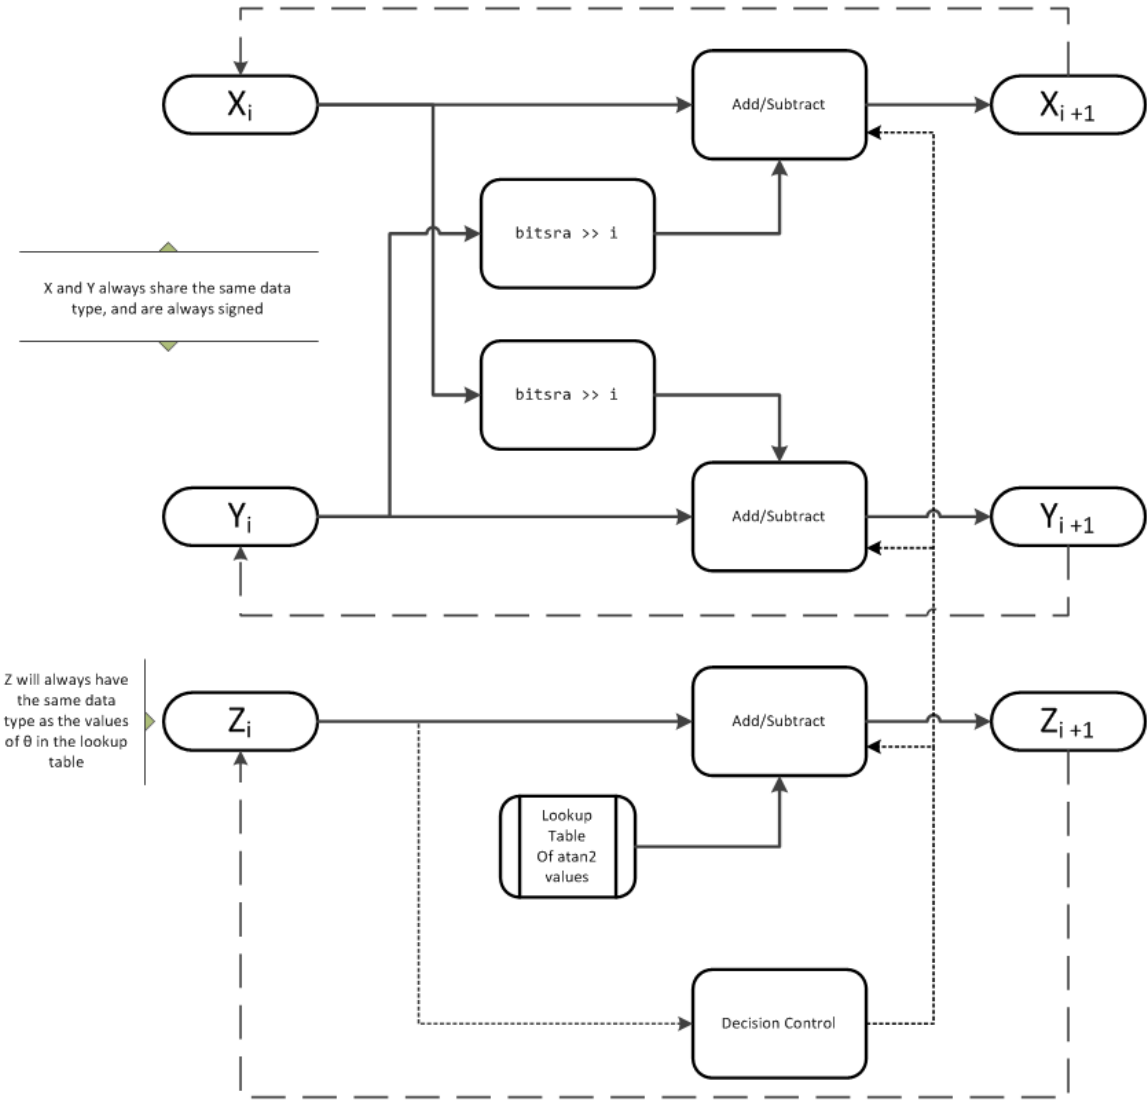 Xi
Add/Subtract
Xi +1
bitsra >> i
X and Y always share the same data
type, and are always signed
bitsra >> i
Yi
Add/Subtract
Yi +1
Z will always have
the same data
type as the values
of θ in the lookup
table
Zi
Add/Subtract
Zi +1
Lookup
Table
Of atan2
values
Decision Control